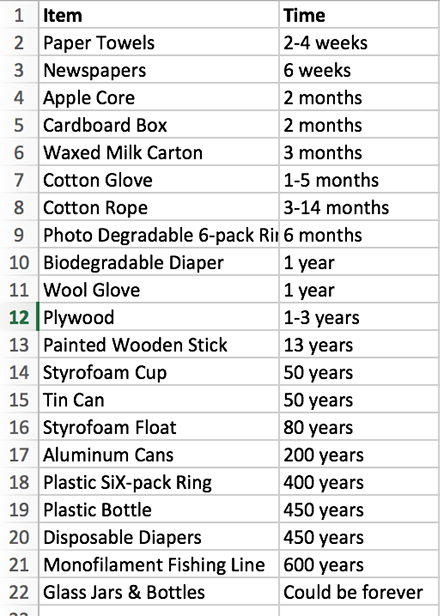 1 Item Time
2 Paper Towels 2-4 weeks
3 Newspapers 6 weeks
4 Apple Core 2 months
5 Cardboard Box 2 months
6 Waxed Milk Carton 3 months
7 Cotton Glove 1-5 months
8 Cotton Rope 3-14 months
9 Photo Degradable 6-pack Rin 6 months
10 Biodegradable Diaper 1 year
11 Wool Glove 1 year
12 Plywood 1-3 years
13 Painted Wooden Stick 13 years
14 Styrofoam Cup 50 years
15 Tin Can 50 years
16 Styrofoam Float 80 years
17 Aluminum Cans 200 years
18 Plastic SiX-pack Ring 400 years
19 Plastic Bottle 450 years
20 Disposable Diapers 450 years
21 Monofilament Fishing Line 600 years
22 Glass Jars & Bottles Could be forever